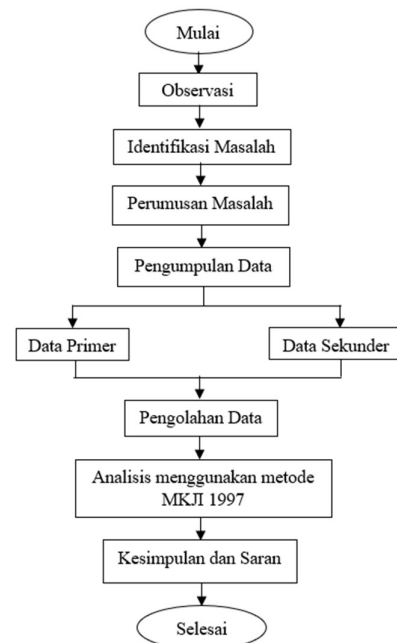 Mulai
Observasi
Identifikasi Masalah
Perumusan Masalah
Pengumpulan Data
Data Primer
Data Sekunder
Pengolahan Data
Analisis menggunakan metode
MKJI 1997
Kesimpulan dan Saran
Selesai